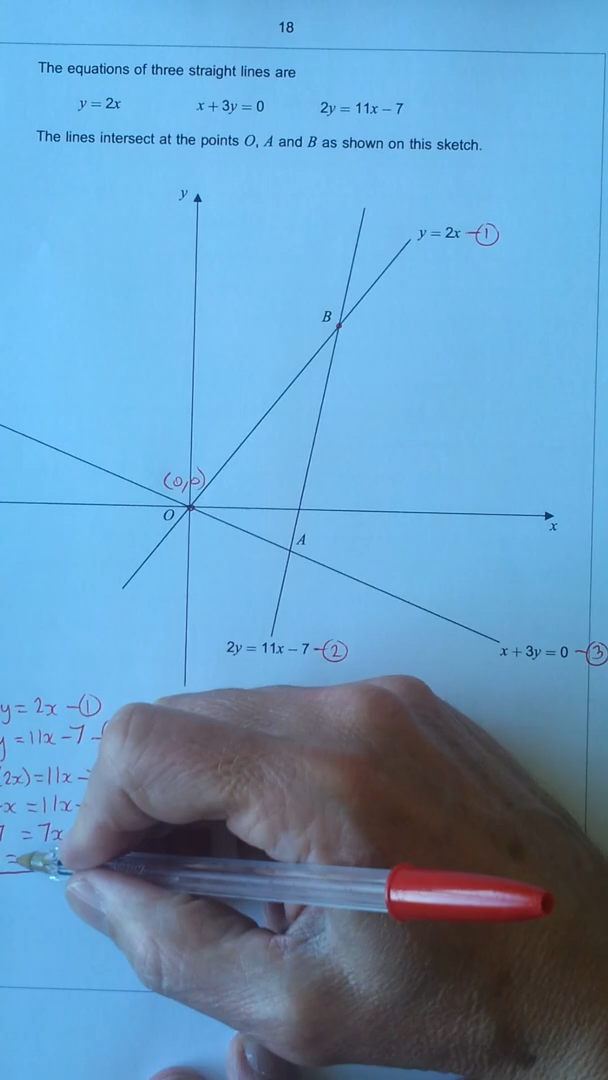 18
The equations of three straight lines are
y = 2x x + 3y = 0 2y = 11x − 7
The lines intersect at the points O, A and B as shown on this sketch.
y
y = 2x —①
B
(0,0)
O
x
A
2y = 11x − 7 —②
x + 3y = 0 —③
y = 2x —①
y = 11x − 7 −
(2x) = 11x −
x = 11x −
7 = 7x
=